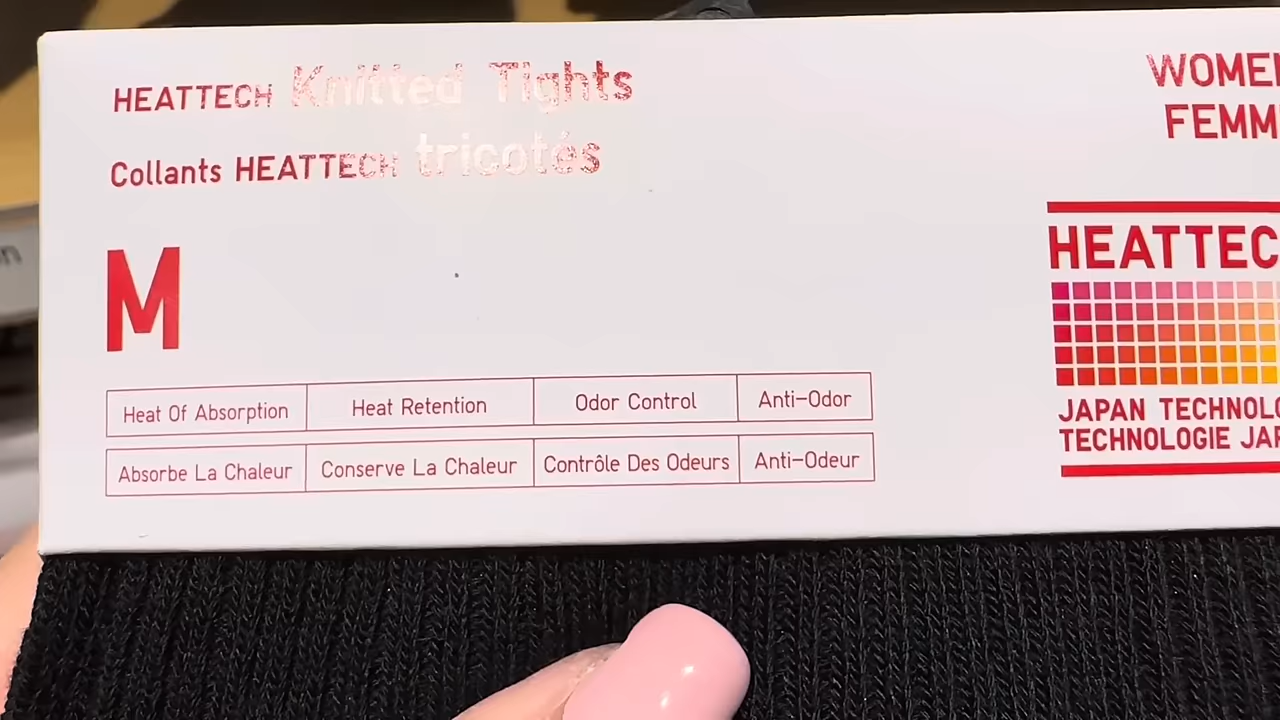 HEATTECH Knitted Tights
Collants HEATTECH tricotés
M
Heat Of Absorption Heat Retention Odor Control Anti-Odor
Absorbe La Chaleur Conserve La Chaleur Contrôle Des Odeurs Anti-Odeur
WOMEN
FEMM
HEATTEC
JAPAN TECHNOLO
TECHNOLOGIE JAP